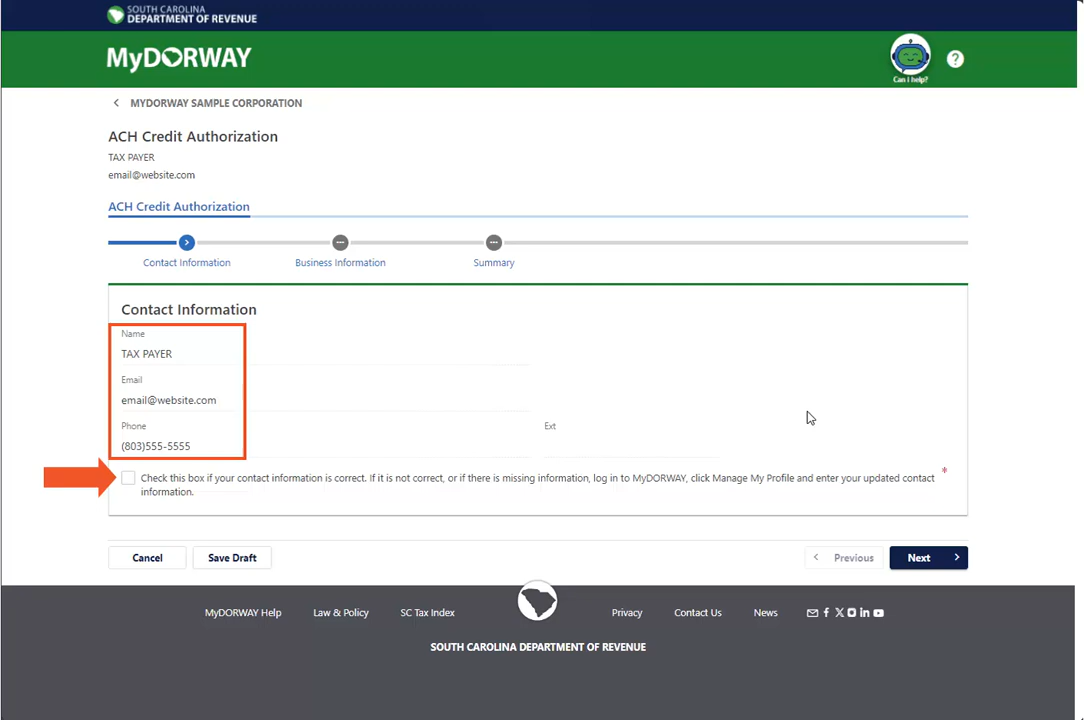 SOUTH CAROLINA
DEPARTMENT OF REVENUE
MyDORWAY
Can I help?
?
MYDORWAY SAMPLE CORPORATION
ACH Credit Authorization
TAX PAYER
email@website.com
ACH Credit Authorization
Contact Information
Business Information
Summary
Contact Information
Name
TAX PAYER
Email
email@website.com
Phone
Ext
(803)555-5555
Check this box if your contact information is correct. If it is not correct, or if there is missing information, log in to MyDORWAY, click Manage My Profile and enter your updated contact *
information.
Cancel
Save Draft
Previous
Next
MyDORWAY Help
Law & Policy
SC Tax Index
Privacy
Contact Us
News
SOUTH CAROLINA DEPARTMENT OF REVENUE